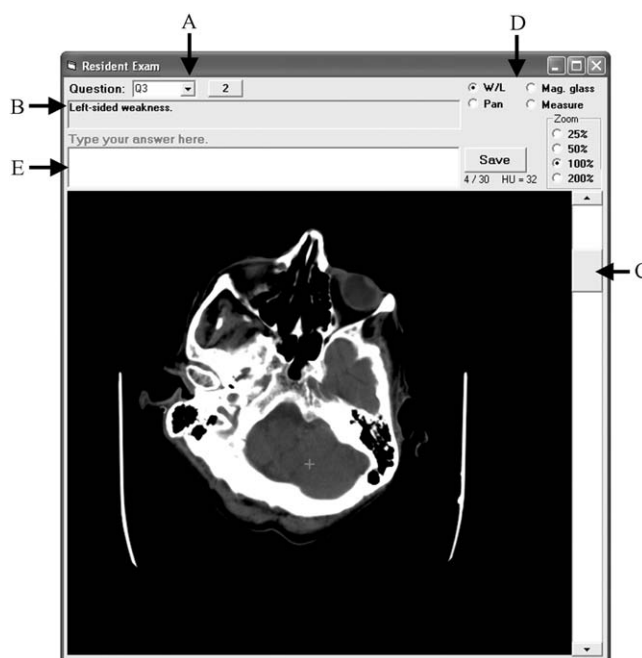 A
D
Resident Exam
Question: Q3 2
W/L Mag. glass
B
Left-sided weakness.
Pan Measure
Zoom
25%
Type your answer here.
50%
E
Save
100%
4 / 30 HU = 32
200%
C